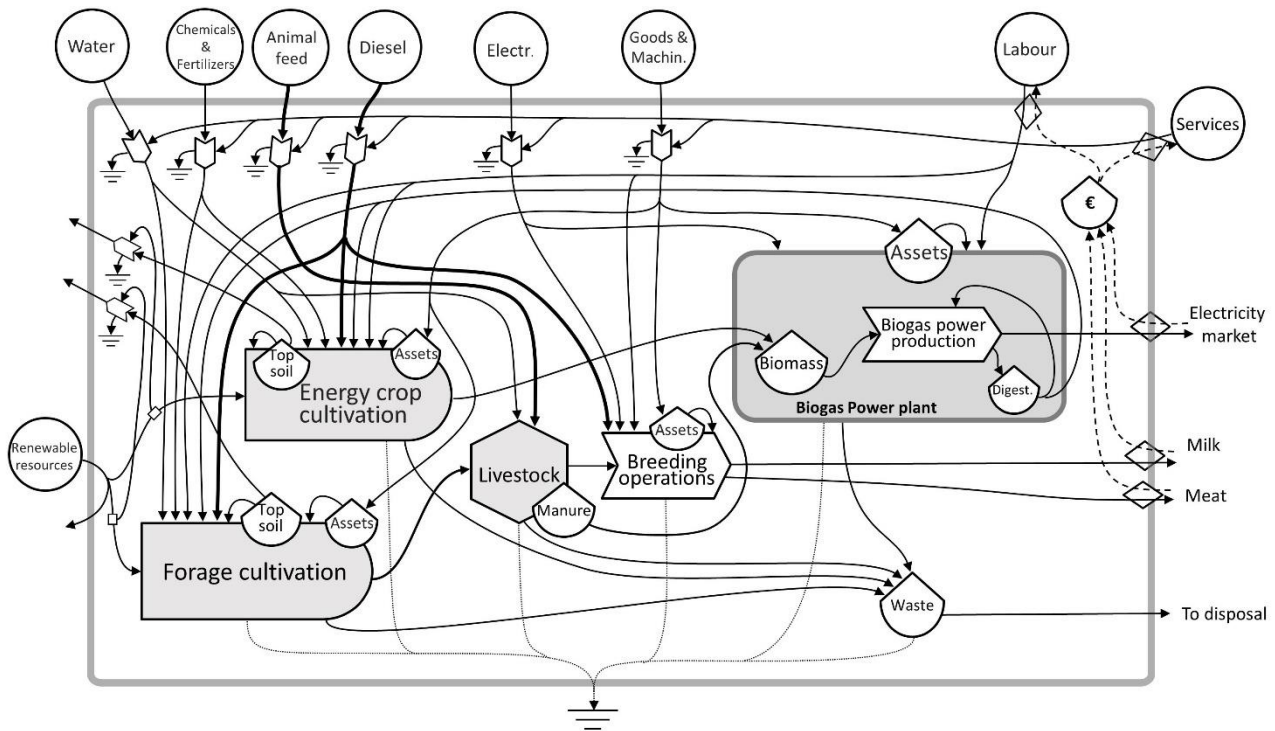 Water
Chemicals
&
Fertilizers
Animal
feed
Diesel
Electr.
Goods &
Machin.
Labour
Services
€
Assets
Biogas power
production
Biomass
Digest.
Biogas Power plant
Electricity
market
Top
soil
Assets
Energy crop
cultivation
Renewable
resources
Livestock
Manure
Assets
Breeding
operations
Milk
Meat
Top
soil
Assets
Forage cultivation
Waste
To disposal